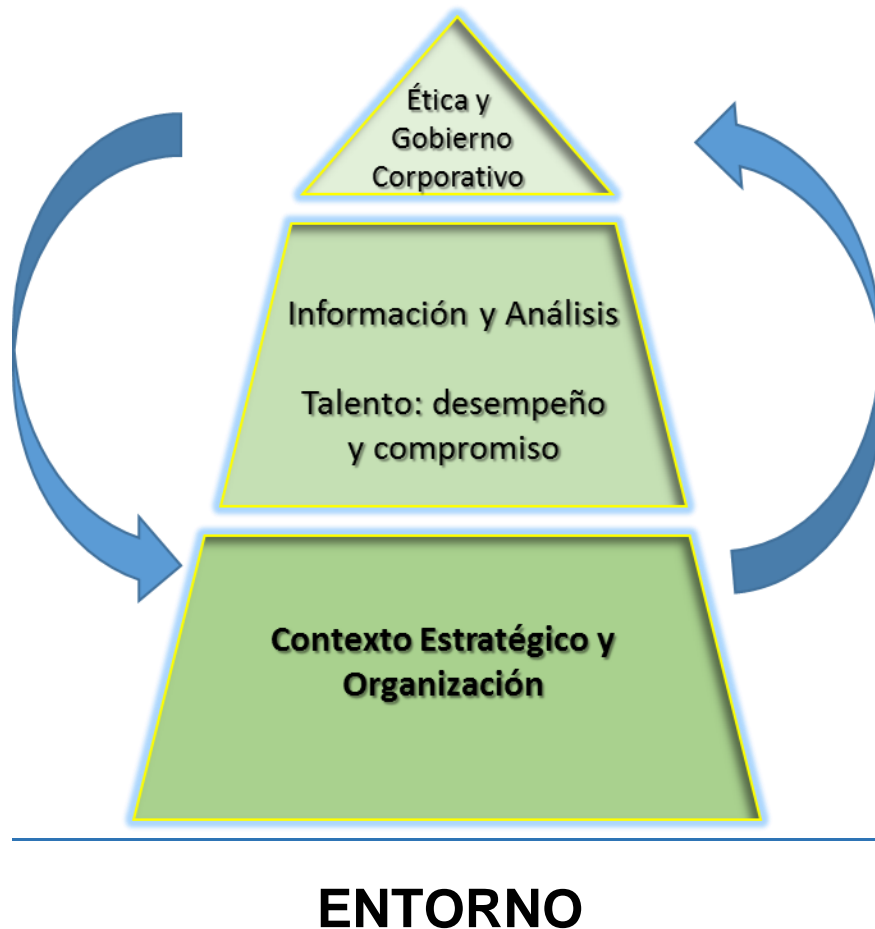 Ética y
Gobierno
Corporativo
Información y Análisis
Talento: desempeño
y compromiso
Contexto Estratégico y
Organización
ENTORNO